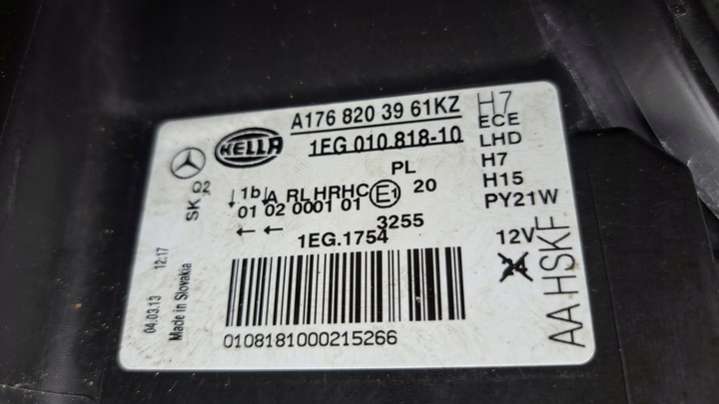 HELLA
A176 820 39 61KZ
1EG 010 818-10
H7
ECE
LHD
H7
H15
PY21W
12V
24
AA HSKF
SK Q2
1b A RL HRHC E1 PL 20
01 02 0001 01
3255
1EG.1754
04.03.13 12:17
Made in Slovakia
0108181000215266